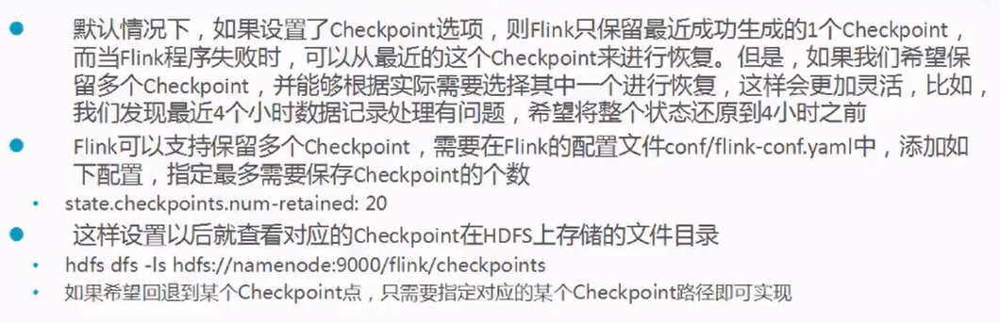 默认情况下，如果设置了Checkpoint选项，则Flink只保留最近成功生成的1个Checkpoint，
而当Flink程序失败时，可以从最近的这个Checkpoint来进行恢复。但是，如果我们希望保
留多个Checkpoint，并能够根据实际需要选择其中一个进行恢复，这样会更加灵活，比如，
我们发现最近4个小时数据记录处理有问题，希望将整个状态还原到4小时之前
Flink可以支持保留多个Checkpoint，需要在Flink的配置文件conf/flink-conf.yaml中，添加如
下配置，指定最多需要保存Checkpoint的个数
state.checkpoints.num-retained: 20
这样设置以后就查看对应的Checkpoint在HDFS上存储的文件目录
hdfs dfs -ls hdfs://namenode:9000/flink/checkpoints
如果希望回退到某个Checkpoint点，只需要指定对应的某个Checkpoint路径即可实现